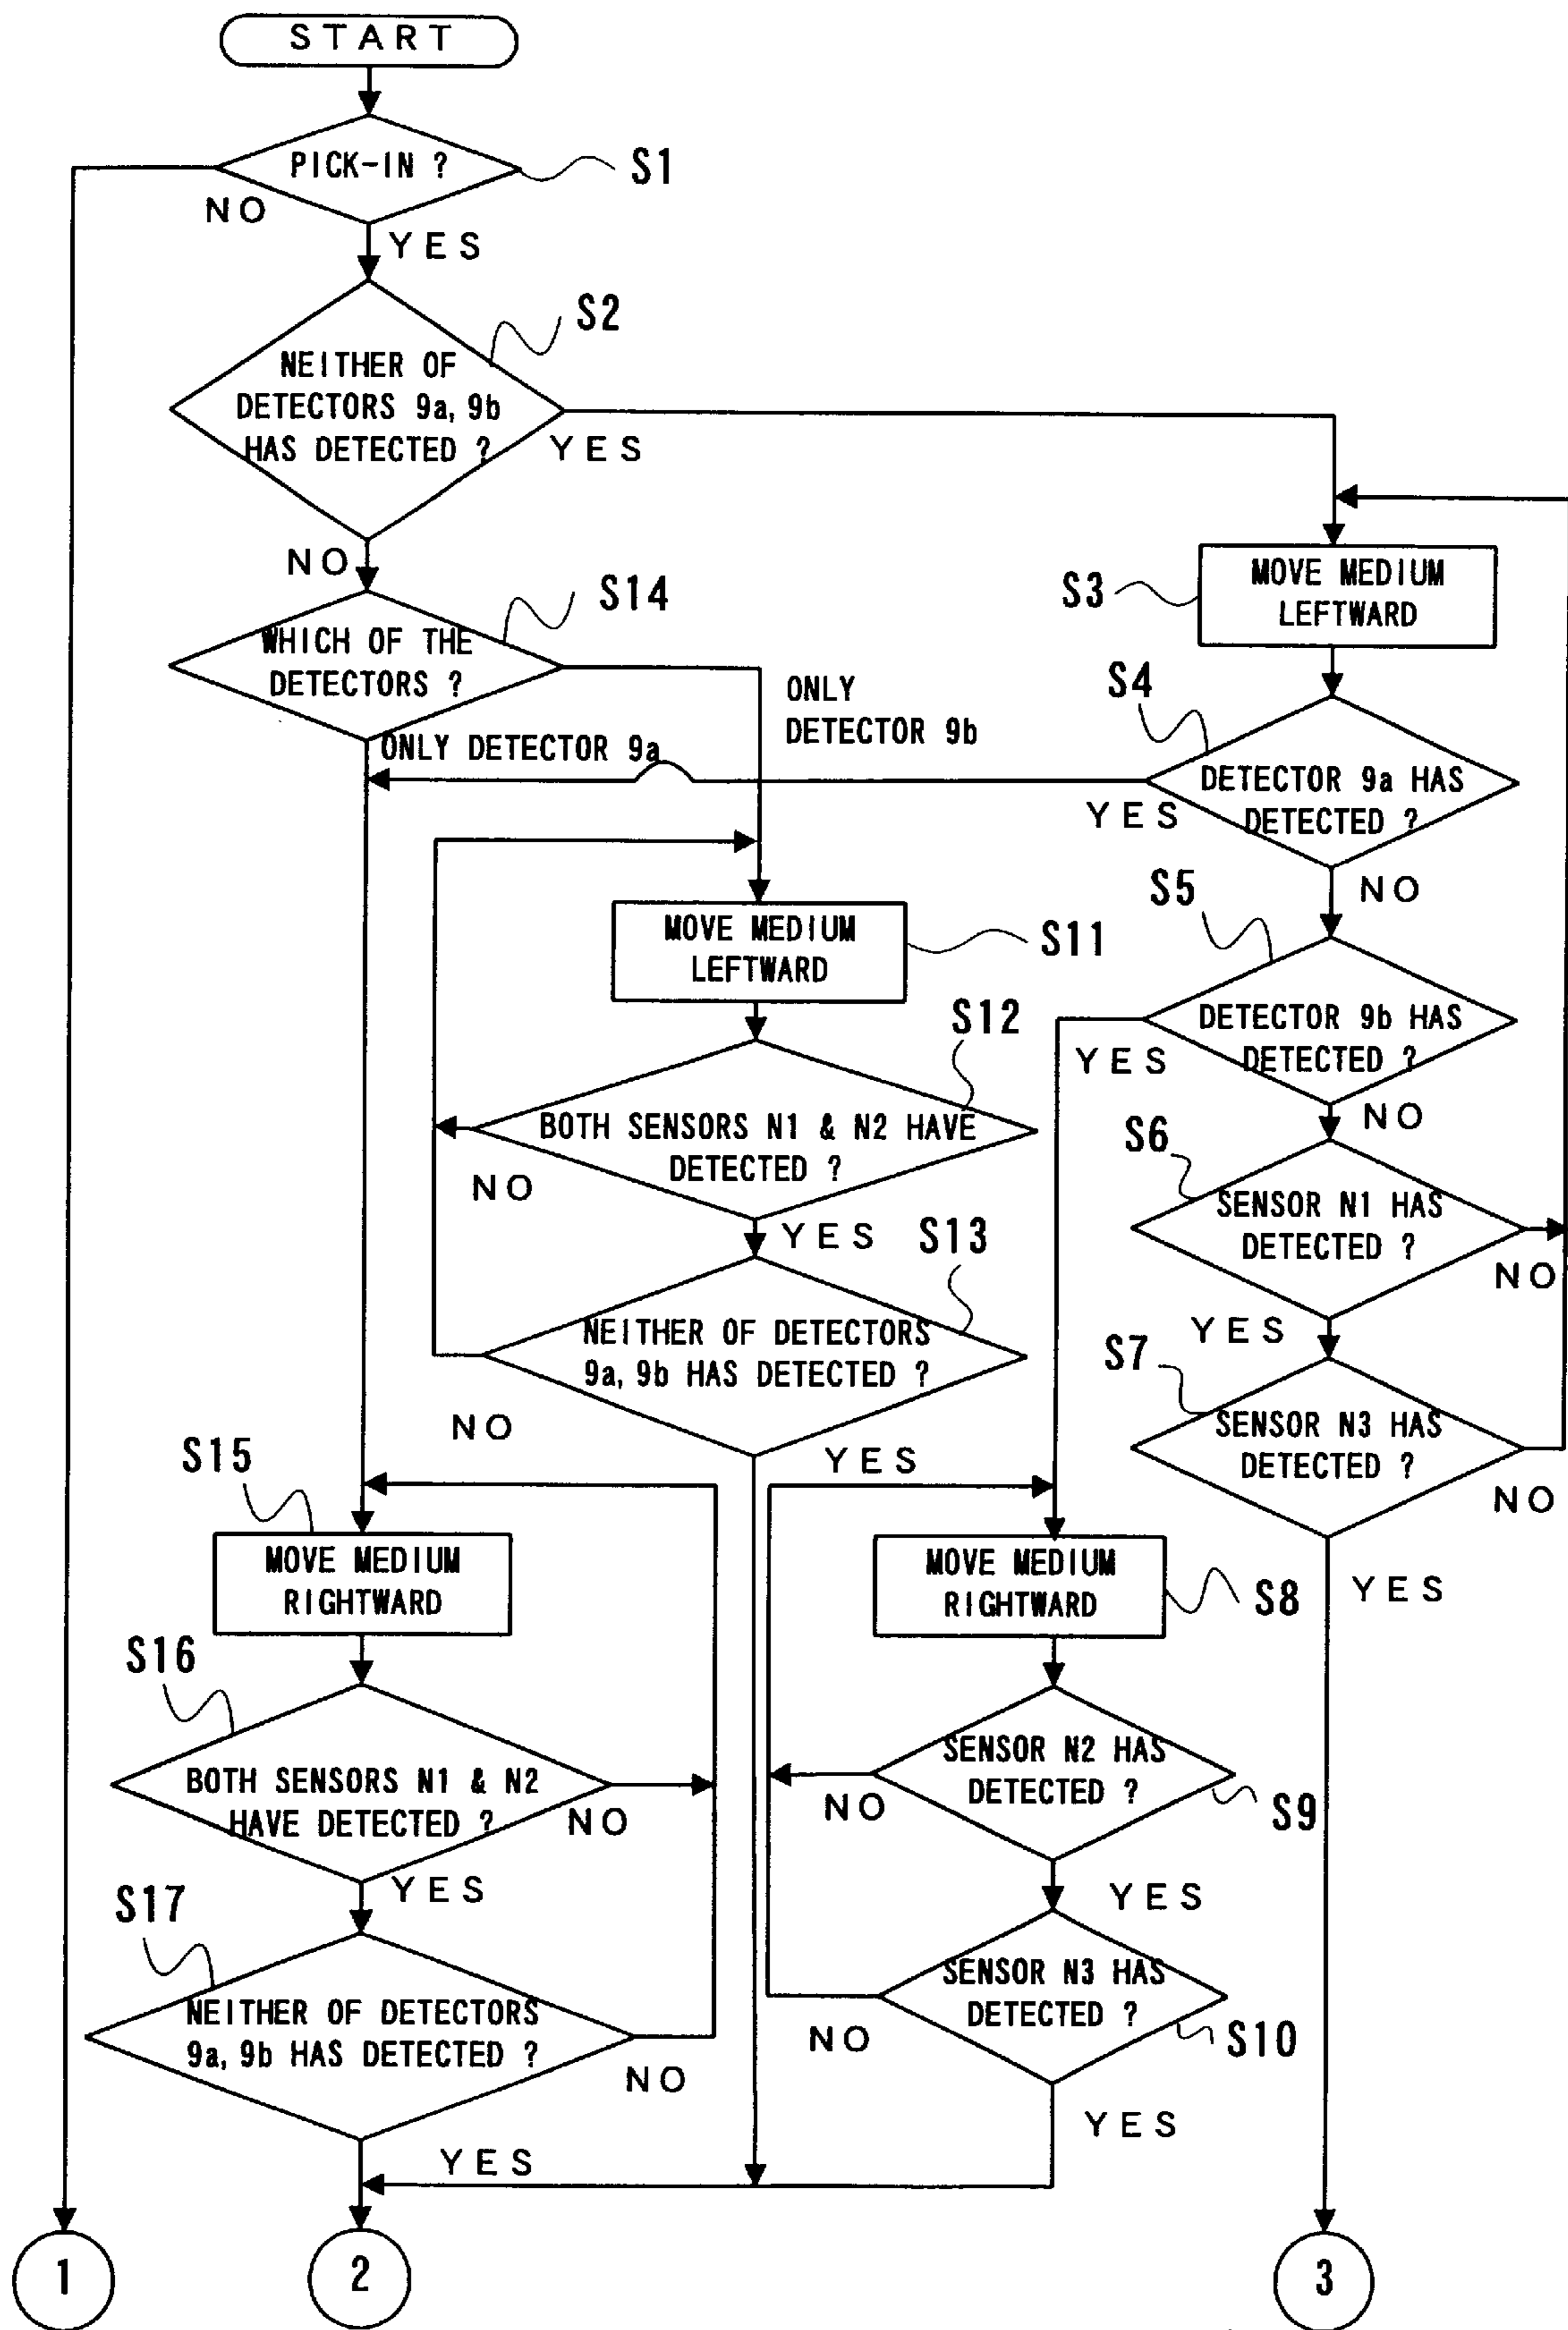 START
PICK-IN ?
S1
NO
YES
S2
NEITHER OF
DETECTORS 9a, 9b
HAS DETECTED ?
YES
NO
S14
WHICH OF THE
DETECTORS ?
ONLY
DETECTOR 9b
ONLY DETECTOR 9a
S3
MOVE MEDIUM
LEFTWARD
S4
DETECTOR 9a HAS
DETECTED ?
YES
NO
S5
DETECTOR 9b HAS
DETECTED ?
YES
NO
S6
SENSOR N1 HAS
DETECTED ?
NO
YES
S7
SENSOR N3 HAS
DETECTED ?
NO
YES
MOVE MEDIUM
LEFTWARD
S11
S12
BOTH SENSORS N1 & N2 HAVE
DETECTED ?
NO
YES
S13
NEITHER OF DETECTORS
9a, 9b HAS DETECTED ?
NO
YES
S15
MOVE MEDIUM
RIGHTWARD
S16
BOTH SENSORS N1 & N2
HAVE DETECTED ?
NO
YES
S17
NEITHER OF DETECTORS
9a, 9b HAS DETECTED ?
NO
YES
MOVE MEDIUM
RIGHTWARD
S8
SENSOR N2 HAS
DETECTED ?
S9
NO
YES
SENSOR N3 HAS
DETECTED ?
S10
NO
YES
1
2
3